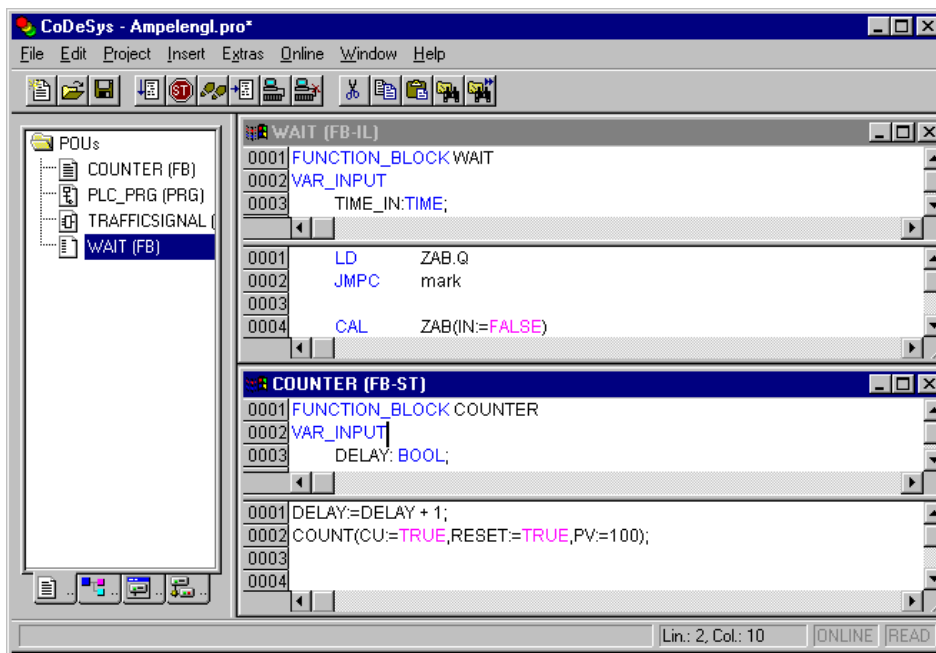 CoDeSys - Ampelengl.pro*
File Edit Project Insert Extras Online Window Help
POUs
COUNTER (FB)
PLC_PRG (PRG)
TRAFFICSIGNAL (
WAIT (FB)
WAIT (FB-IL)
0001 FUNCTION_BLOCK WAIT
0002 VAR_INPUT
0003 TIME_IN:TIME;
0001 LD ZAB.Q
0002 JMPC mark
0003
0004 CAL ZAB(IN:=FALSE)
COUNTER (FB-ST)
0001 FUNCTION_BLOCK COUNTER
0002 VAR_INPUT
0003 DELAY: BOOL;
0001 DELAY:=DELAY + 1;
0002 COUNT(CU:=TRUE,RESET:=TRUE,PV:=100);
0003
0004
Lin.: 2, Col.: 10 ONLINE READ